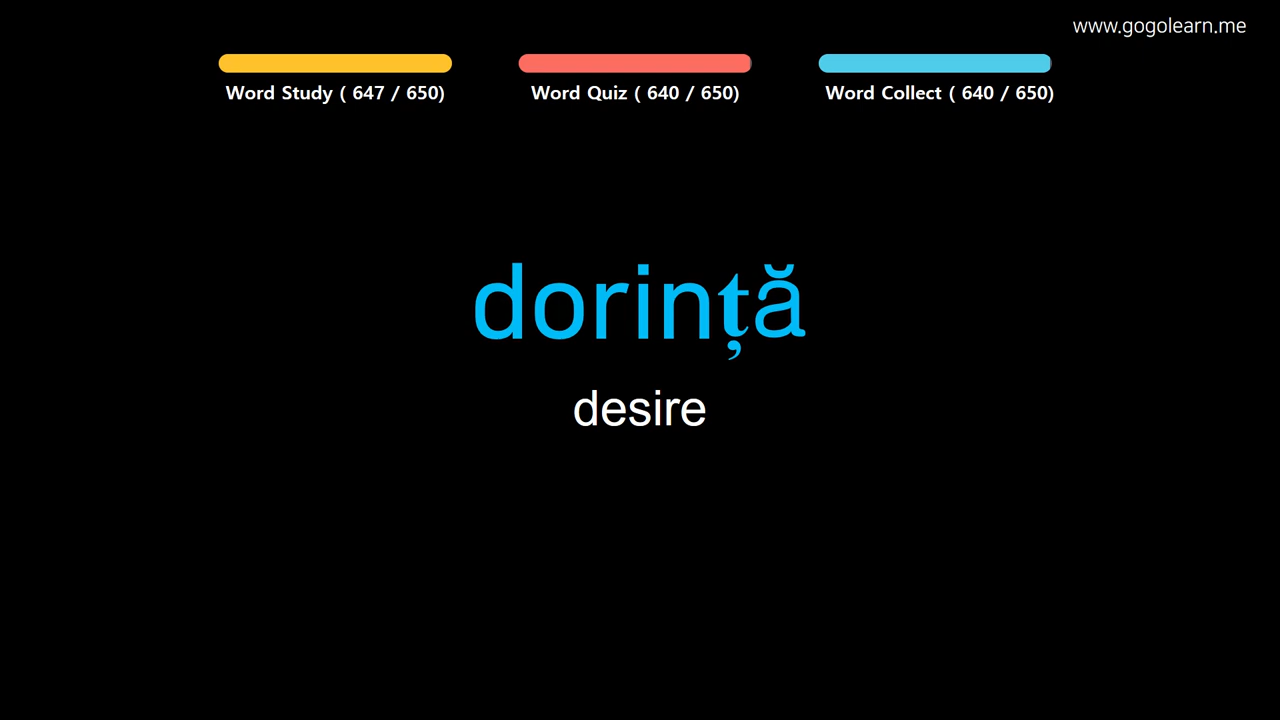 www.gogolearn.me
Word Study ( 647 / 650)
Word Quiz ( 640 / 650)
Word Collect ( 640 / 650)
dorință
desire